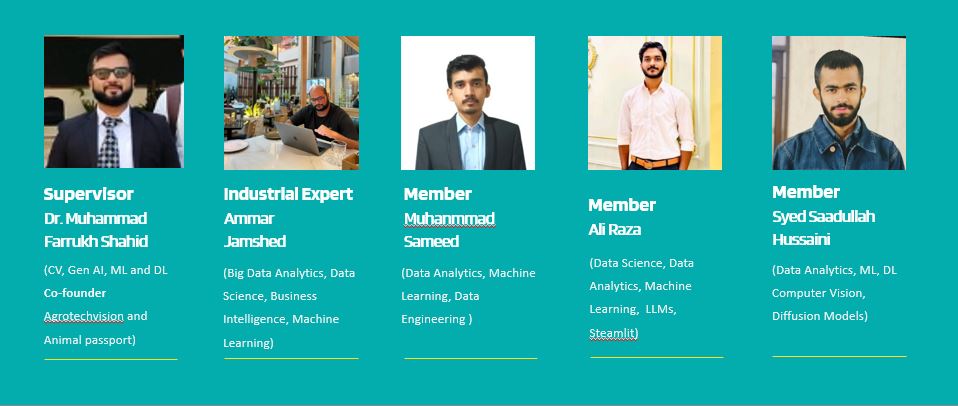 Supervisor
Dr. Muhammad
Farrukh Shahid
(CV, Gen AI, ML and DL
Co-founder
Agrotechvision and
Animal passport)
Industrial Expert
Ammar
Jamshed
(Big Data Analytics, Data
Science, Business
Intelligence, Machine
Learning)
Member
Muhanmmad
Sameed
(Data Analytics, Machine
Learning, Data
Engineering )
Member
Ali Raza
(Data Science, Data
Analytics, Machine
Learning, LLMs,
Steamlit)
Member
Syed Saadullah
Hussaini
(Data Analytics, ML, DL
Computer Vision,
Diffusion Models)